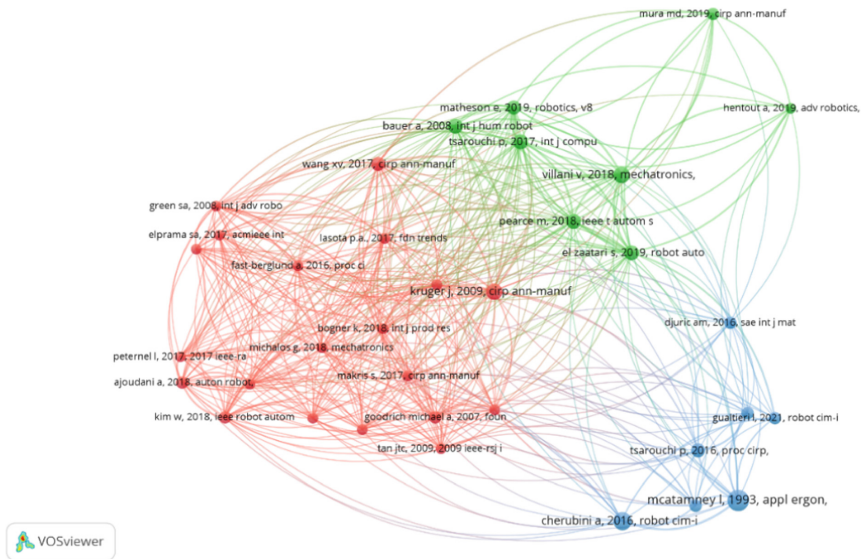 mura md, 2019, cirp ann-manuf
matheson e, 2019, robotics, v8
hentout a, 2019, adv robotics,
bauer a, 2008, int j hum robot
tsarouchi p, 2017, int j compu
wang xv, 2017, cirp ann-manuf
villani v, 2018, mechatronics,
green sa, 2008, int j adv robo
pearce m, 2018, ieee t autom s
elprama sa, 2017, acmieee int
lasota p.a., 2017, fdn trends
el zaatari s, 2019, robot auto
fast-berglund a, 2016, proc ci
kruger j, 2009, cirp ann-manuf
djuric am, 2016, sae int j mat
bogner k, 2018, int j prod res
michalos g, 2018, mechatronics
peternel l, 2017, 2017 ieee-ra
makris s, 2017, cirp ann-manuf
ajoudani a, 2018, auton robot,
kim w, 2018, ieee robot autom
goodrich michael a, 2007, foun
gualtieri l, 2021, robot cim-i
tan jtc, 2009, 2009 ieee-rsj i
tsarouchi p, 2016, proc cirp,
mcatamney l, 1993, appl ergon,
cherubini a, 2016, robot cim-i
VOSviewer